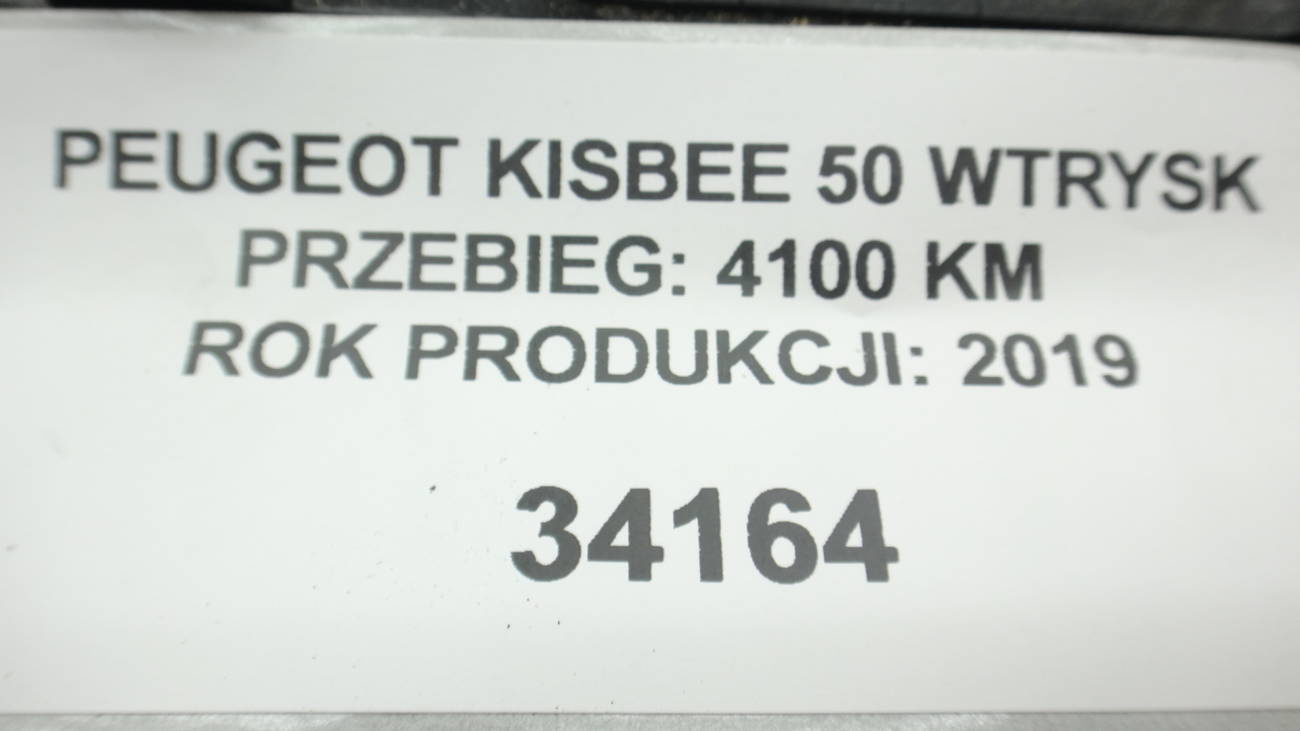 PEUGEOT KISBEE 50 WTRYSK
PRZEBIEG: 4100 KM
ROK PRODUKCJI: 2019
34164